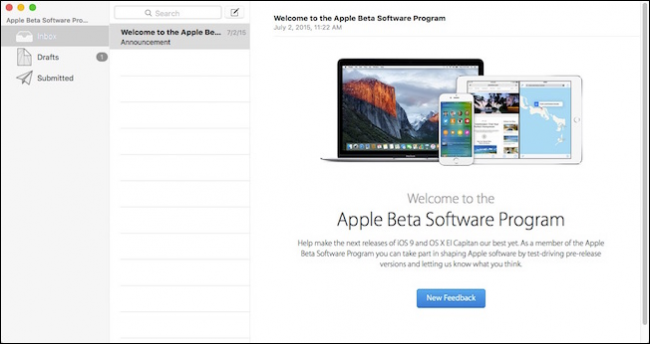 Search
Apple Beta Software Pro...
Inbox
Drafts
1
Submitted
Welcome to the Apple Be...
7/2/15
Announcement
Welcome to the Apple Beta Software Program
July 2, 2015, 11:22 AM
Welcome to the
Apple Beta Software Program
Help make the next releases of iOS 9 and OS X El Capitan our best yet. As a member of the Apple
Beta Software Program you can take part in shaping Apple software by test-driving pre-release
versions and letting us know what you think.
New Feedback